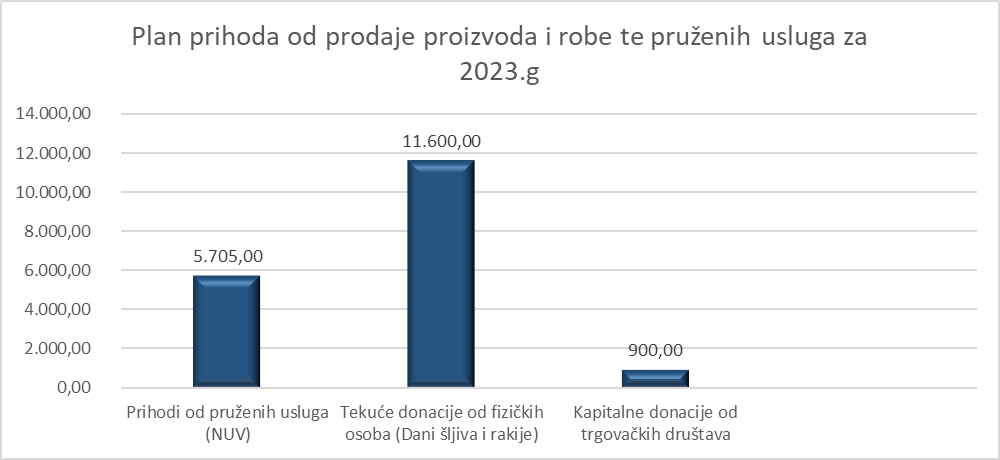 Plan prihoda od prodaje proizvoda i robe te pruženih usluga za
2023.g
14.000,00
12.000,00
10.000,00
8.000,00
6.000,00
4.000,00
2.000,00
0,00
5.705,00
11.600,00
900,00
Prihodi od pruženih usluga
(NUV)
Tekuće donacije od fizičkih
osoba (Dani šljiva i rakije)
Kapitalne donacije od
trgovačkih društava